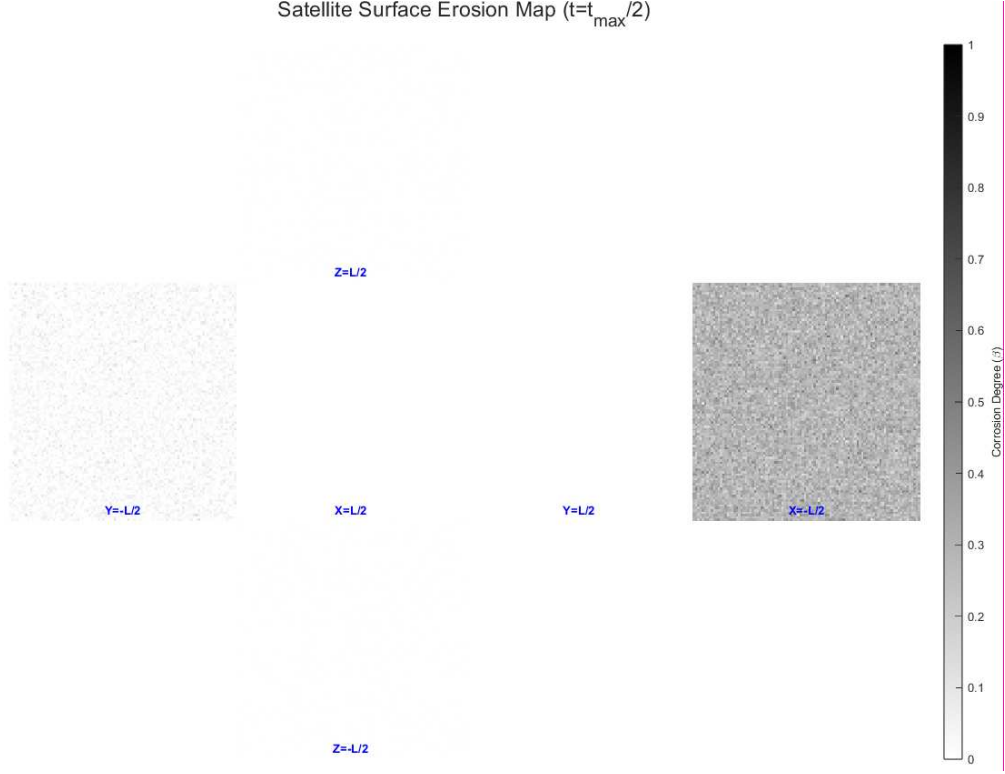 Satellite Surface Erosion Map (t=t_max/2)
Z=L/2
Y=-L/2
X=L/2
Y=L/2
X=-L/2
Z=-L/2
1
0.9
0.8
0.7
0.6
0.5
0.4
0.3
0.2
0.1
0
Corrosion Degree (β)